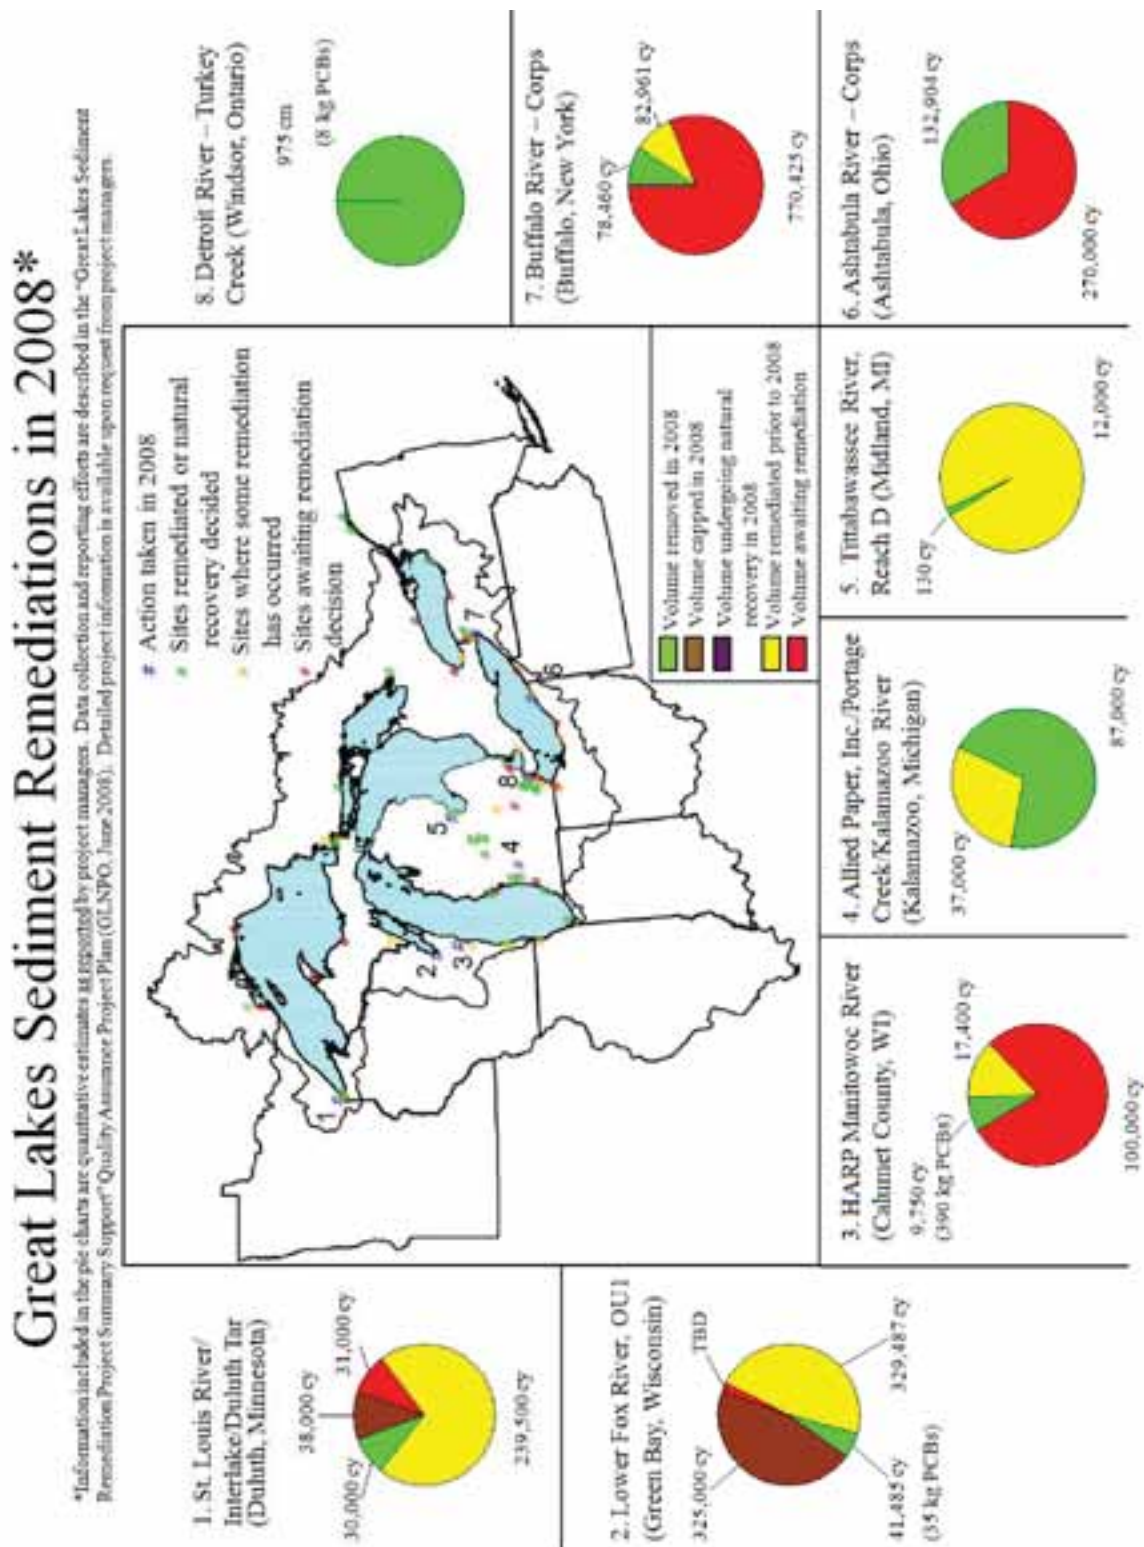 Great Lakes Sediment Remediations in 2008*
*Information included in the pie charts are quantitative estimates as reported by project managers. Data collection and reporting efforts are described in the "Great Lakes Sediment
Remediation Project Summary Support" Quality Assurance Project Plan (GLNPO, June 2008). Detailed project information is available upon request from project managers.
1. St. Louis River/
Interlake/Duluth Tar
(Duluth, Minnesota)
38,000 cy
30,000 cy
31,000 cy
239,500 cy
2. Lower Fox River, OU1
(Green Bay, Wisconsin)
325,000 cy
TBD
41,485 cy
(35 kg PCBs)
329,487 cy
1
2
3
4
5
6
7
8
# Action taken in 2008
# Sites remediated or natural
recovery decided
# Sites where some remediation
has occurred
# Sites awaiting remediation
decision
Volume removed in 2008
Volume capped in 2008
Volume undergoing natural
recovery in 2008
Volume remediated prior to 2008
Volume awaiting remediation
8. Detroit River – Turkey
Creek (Windsor, Ontario)
975 cm
(8 kg PCBs)
7. Buffalo River – Corps
(Buffalo, New York)
78,460 cy
82,961 cy
770,425 cy
3. HARP Manitowoc River
(Calumet County, WI)
9,750 cy
(390 kg PCBs)
17,400 cy
100,000 cy
4. Allied Paper, Inc./Portage
Creek/Kalamazoo River
(Kalamazoo, Michigan)
37,000 cy
87,000 cy
5. Tittabawassee River,
Reach D (Midland, MI)
130 cy
12,000 cy
6. Ashtabula River – Corps
(Ashtabula, Ohio)
132,904 cy
270,000 cy